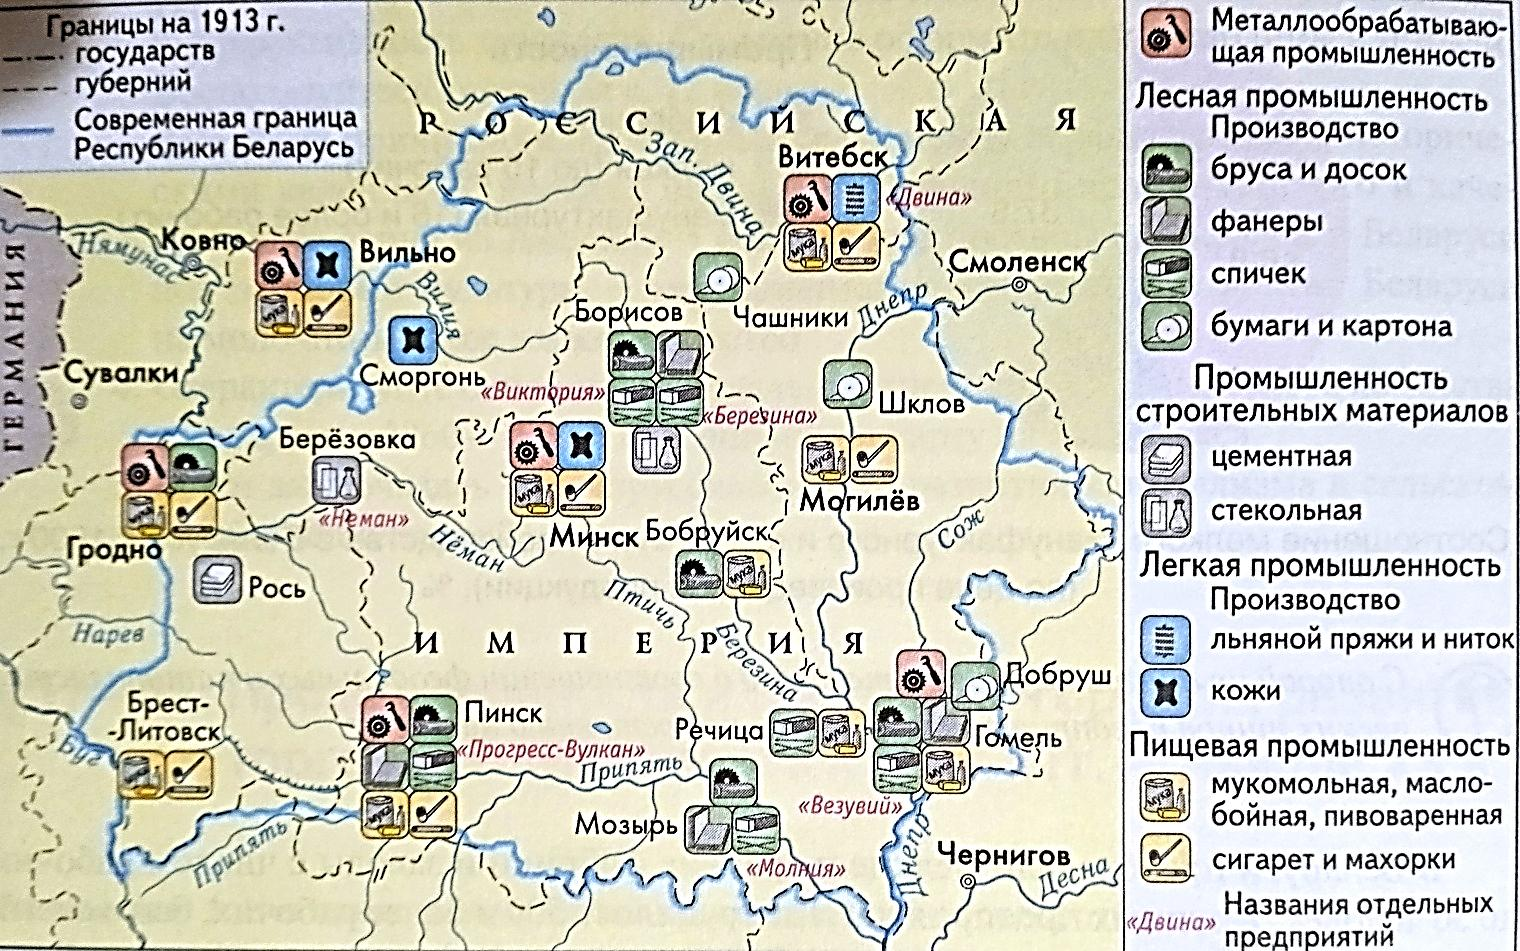 Границы на 1913 г.
государств
губерний
Современная граница
Республики Беларусь
РОССИЙСКАЯ
ИМПЕРИЯ
ГЕРМАНИЯ
Зап. Двина
Витебск
«Двина»
Нямунас
Ковно
Вильно
Вилия
Смоленск
Днепр
Чашники
Борисов
Сморгонь
«Виктория»
«Березина»
Сувалки
Шклов
Берёзовка
«Неман»
Могилёв
Гродно
Нёман
Минск
Бобруйск
Сож
Рось
Птичь
Нарев
Березина
Добруш
Брест-
-Литовск
Буг
Пинск
«Прогресс-Вулкан»
Речица
Гомель
Припять
«Везувий»
Мозырь
«Молния»
Припять
Днепр
Чернигов
Десна
Металлообрабатываю-
щая промышленность
Лесная промышленность
Производство
бруса и досок
фанеры
спичек
бумаги и картона
Промышленность
строительных материалов
цементная
стекольная
Легкая промышленность
Производство
льняной пряжи и ниток
кожи
Пищевая промышленность
мукомольная, масло-
бойная, пивоваренная
сигарет и махорки
«Двина»
Названия отдельных
предприятий